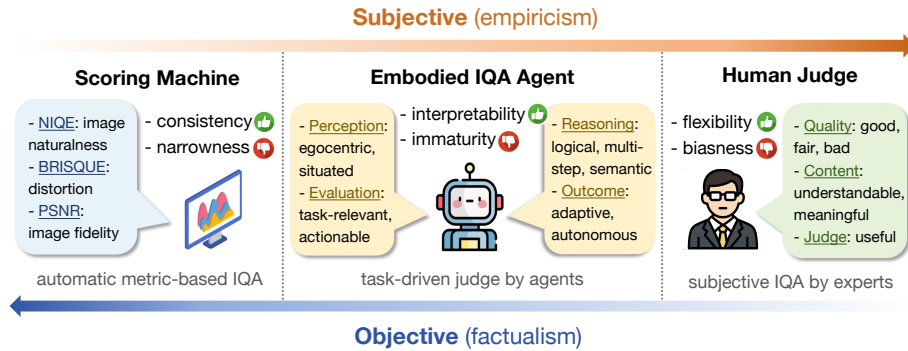 Subjective (empiricism)
Scoring Machine
- NIQE: image
naturalness
- BRISQUE:
distortion
- PSNR:
image fidelity
- consistency
- narrowness
automatic metric-based IQA
Embodied IQA Agent
- Perception:
egocentric,
situated
- Evaluation:
task-relevant,
actionable
- interpretability
- immaturity
- Reasoning:
logical, multi-
step, semantic
- Outcome:
adaptive,
autonomous
task-driven judge by agents
Human Judge
- flexibility
- biasness
- Quality: good,
fair, bad
- Content:
understandable,
meaningful
- Judge: useful
subjective IQA by experts
Objective (factualism)